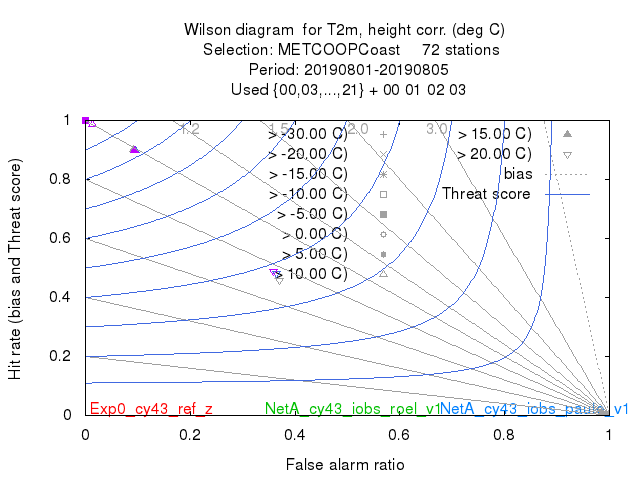 Wilson diagram for T2m, height corr. (deg C)
Selection: METCOOPCoast 72 stations
Period: 20190801-20190805
Used {00,03,...,21} + 00 01 02 03
1.2 1.5 2.0 3.0
> -30.00 C)
> -20.00 C)
> -15.00 C)
> -10.00 C)
> -5.00 C)
> 0.00 C)
> 5.00 C)
> 10.00 C)
> 15.00 C)
> 20.00 C)
bias
Threat score
Hit rate (bias and Threat score)
1
0.8
0.6
0.4
0.2
0
Exp0_cy43_ref_z
NetA_cy43_iobs_roel_v1
NetA_cy43_iobs_paulo_v1
0 0.2 0.4 0.6 0.8 1
False alarm ratio